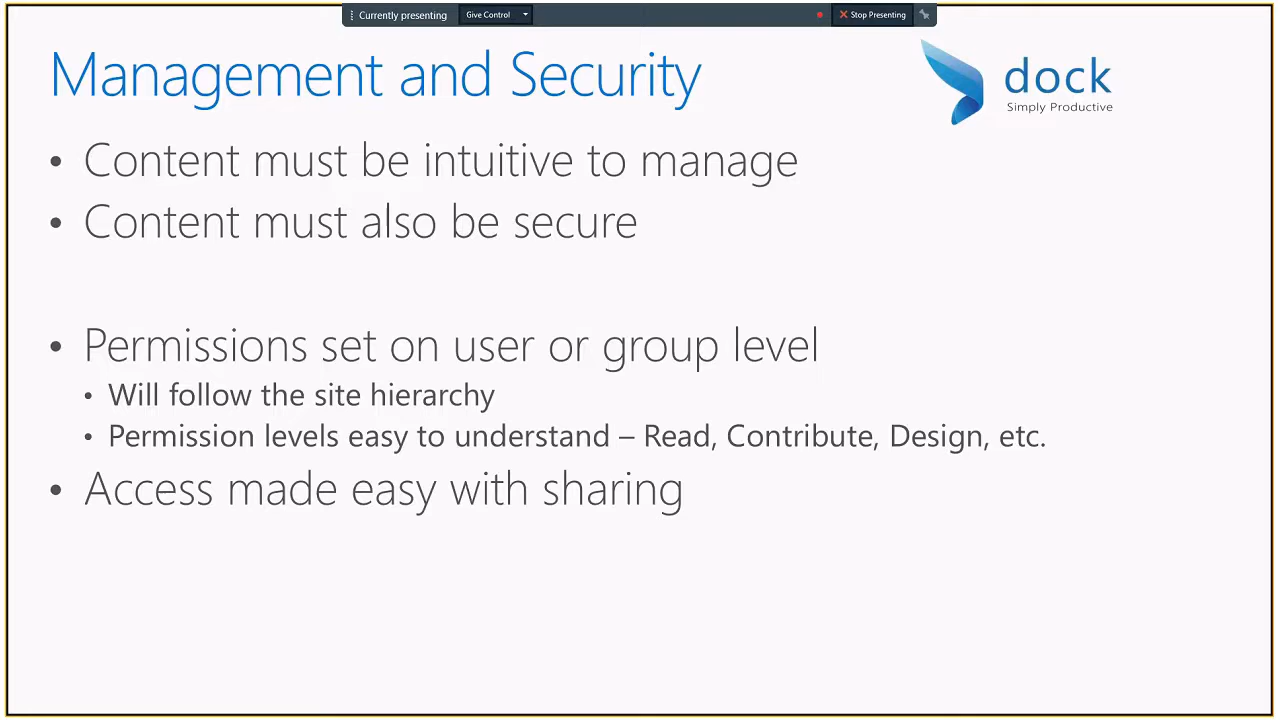 Currently presenting Give Control Stop Presenting
Management and Security
dock
Simply Productive
• Content must be intuitive to manage
• Content must also be secure
• Permissions set on user or group level
• Will follow the site hierarchy
• Permission levels easy to understand – Read, Contribute, Design, etc.
• Access made easy with sharing